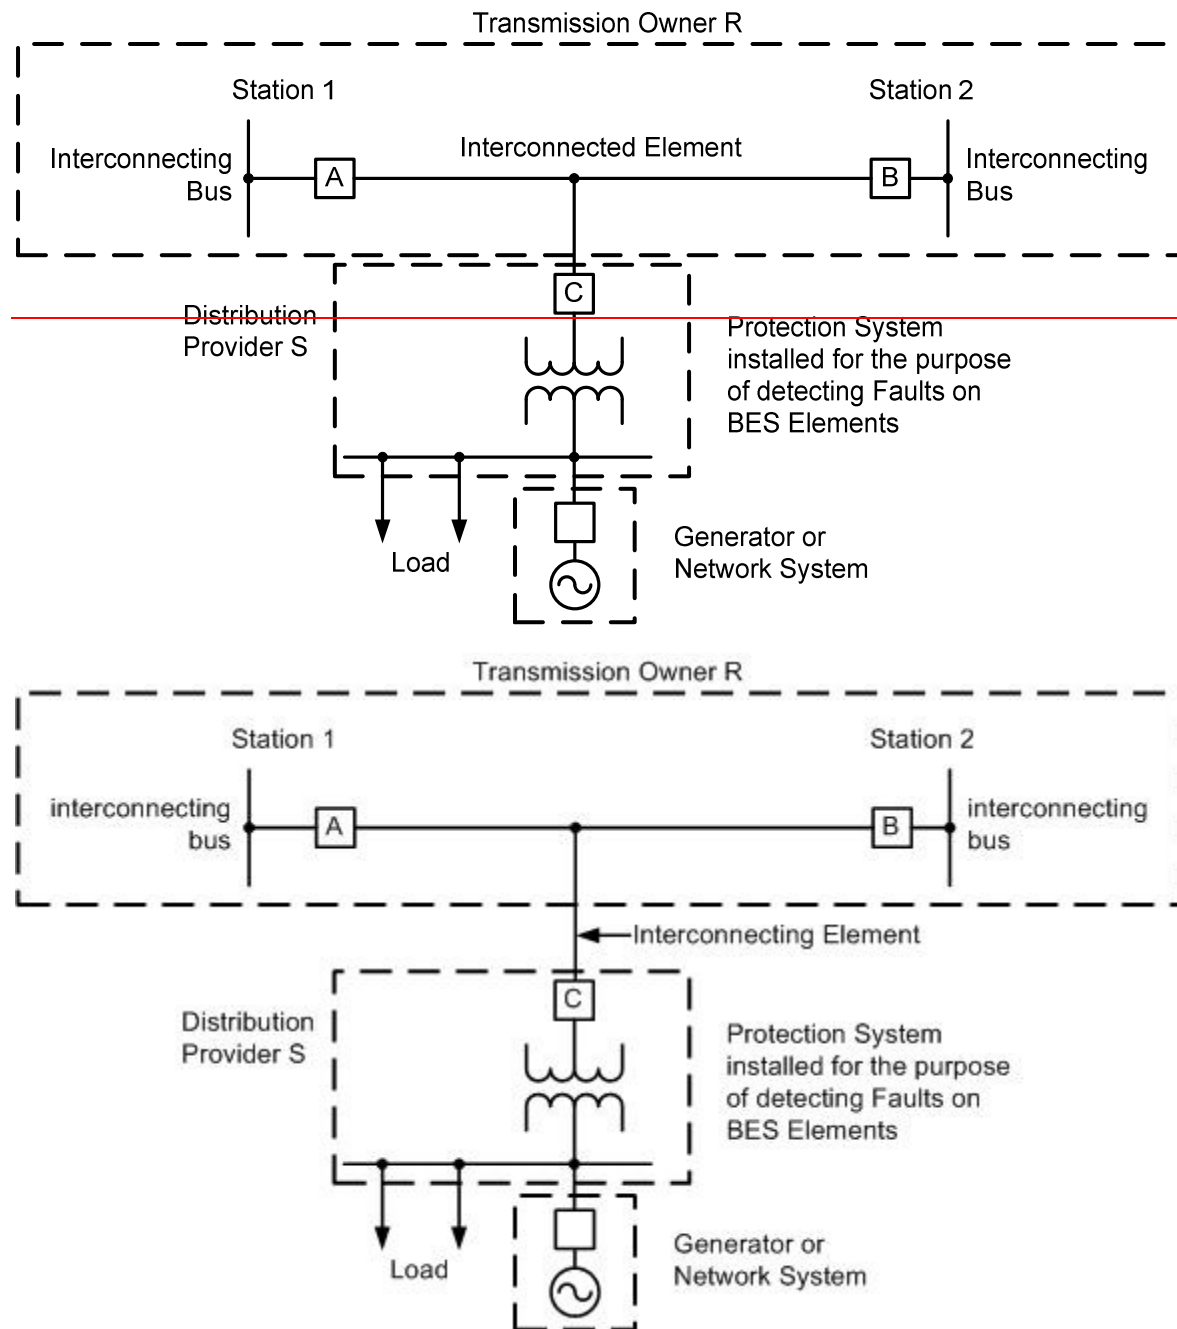 Transmission Owner R
Station 1
Station 2
Interconnecting
Bus
A
Interconnected Element
B
Interconnecting
Bus
C
Distribution
Provider S
Protection System
installed for the purpose
of detecting Faults on
BES Elements
Load
Generator or
Network System
Transmission Owner R
Station 1
Station 2
interconnecting
bus
A
B
interconnecting
bus
Interconnecting Element
C
Distribution
Provider S
Protection System
installed for the purpose
of detecting Faults on
BES Elements
Load
Generator or
Network System